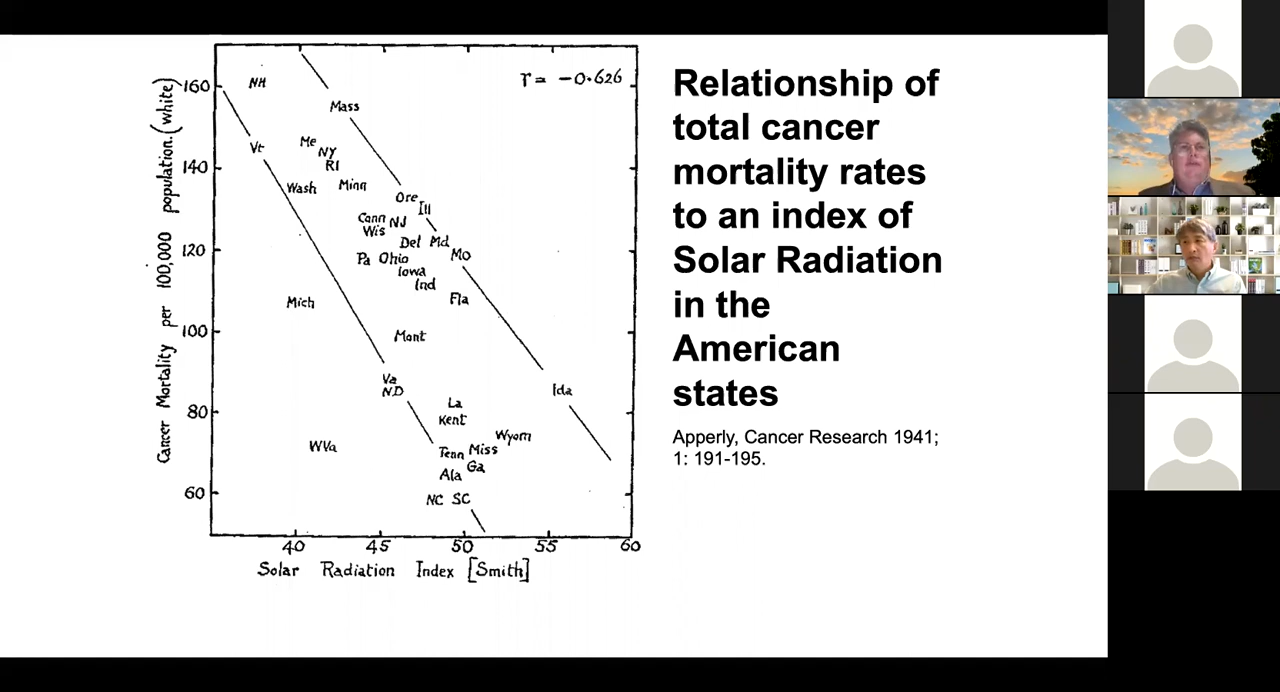 Relationship of
total cancer
mortality rates
to an index of
Solar Radiation
in the
American
states
Apperly, Cancer Research 1941;
1: 191-195.
r = -0.626
Cancer Mortality per 100,000 population. (white)
160
140
120
100
80
60
NH
Mass
Vt
Me
NY
RI
Wash
Minn
Ore
Ill
Conn NJ
Wis
Del Md
Mo
Pa Ohio
Iowa
Ind
Fla
Mich
Mont
Va
ND
Ida
La
Kent
Wyom
WVa
Tenn Miss
Ga
Ala
NC SC
40 45 50 55 60
Solar Radiation Index [Smith]